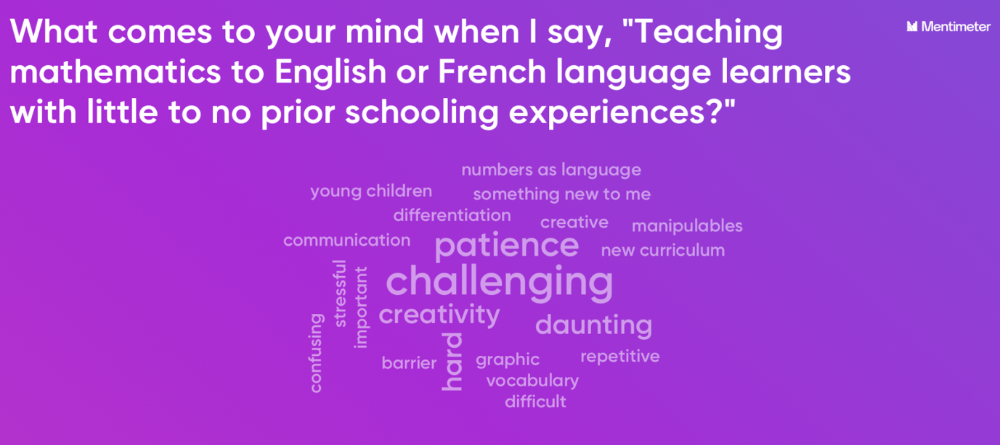 What comes to your mind when I say, "Teaching
mathematics to English or French language learners
with little to no prior schooling experiences?"
Mentimeter
numbers as language
young children
something new to me
differentiation
creative
manipulables
communication
patience
new curriculum
stressful
important
challenging
creativity
daunting
confusing
hard
barrier
graphic
repetitive
vocabulary
difficult